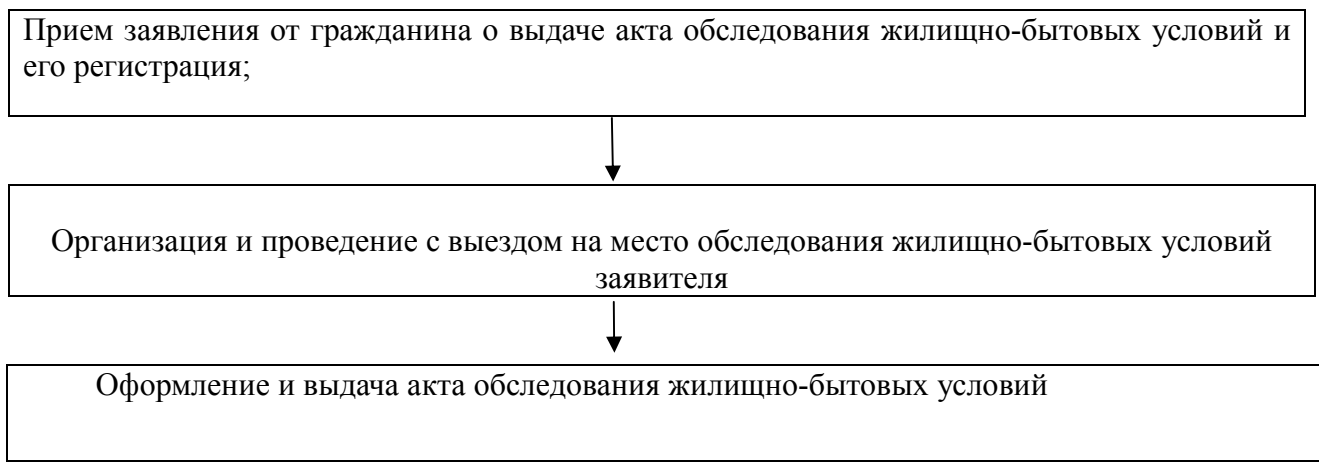 Прием заявления от гражданина о выдаче акта обследования жилищно-бытовых условий и
его регистрация;
Организация и проведение с выездом на место обследования жилищно-бытовых условий
заявителя
Оформление и выдача акта обследования жилищно-бытовых условий